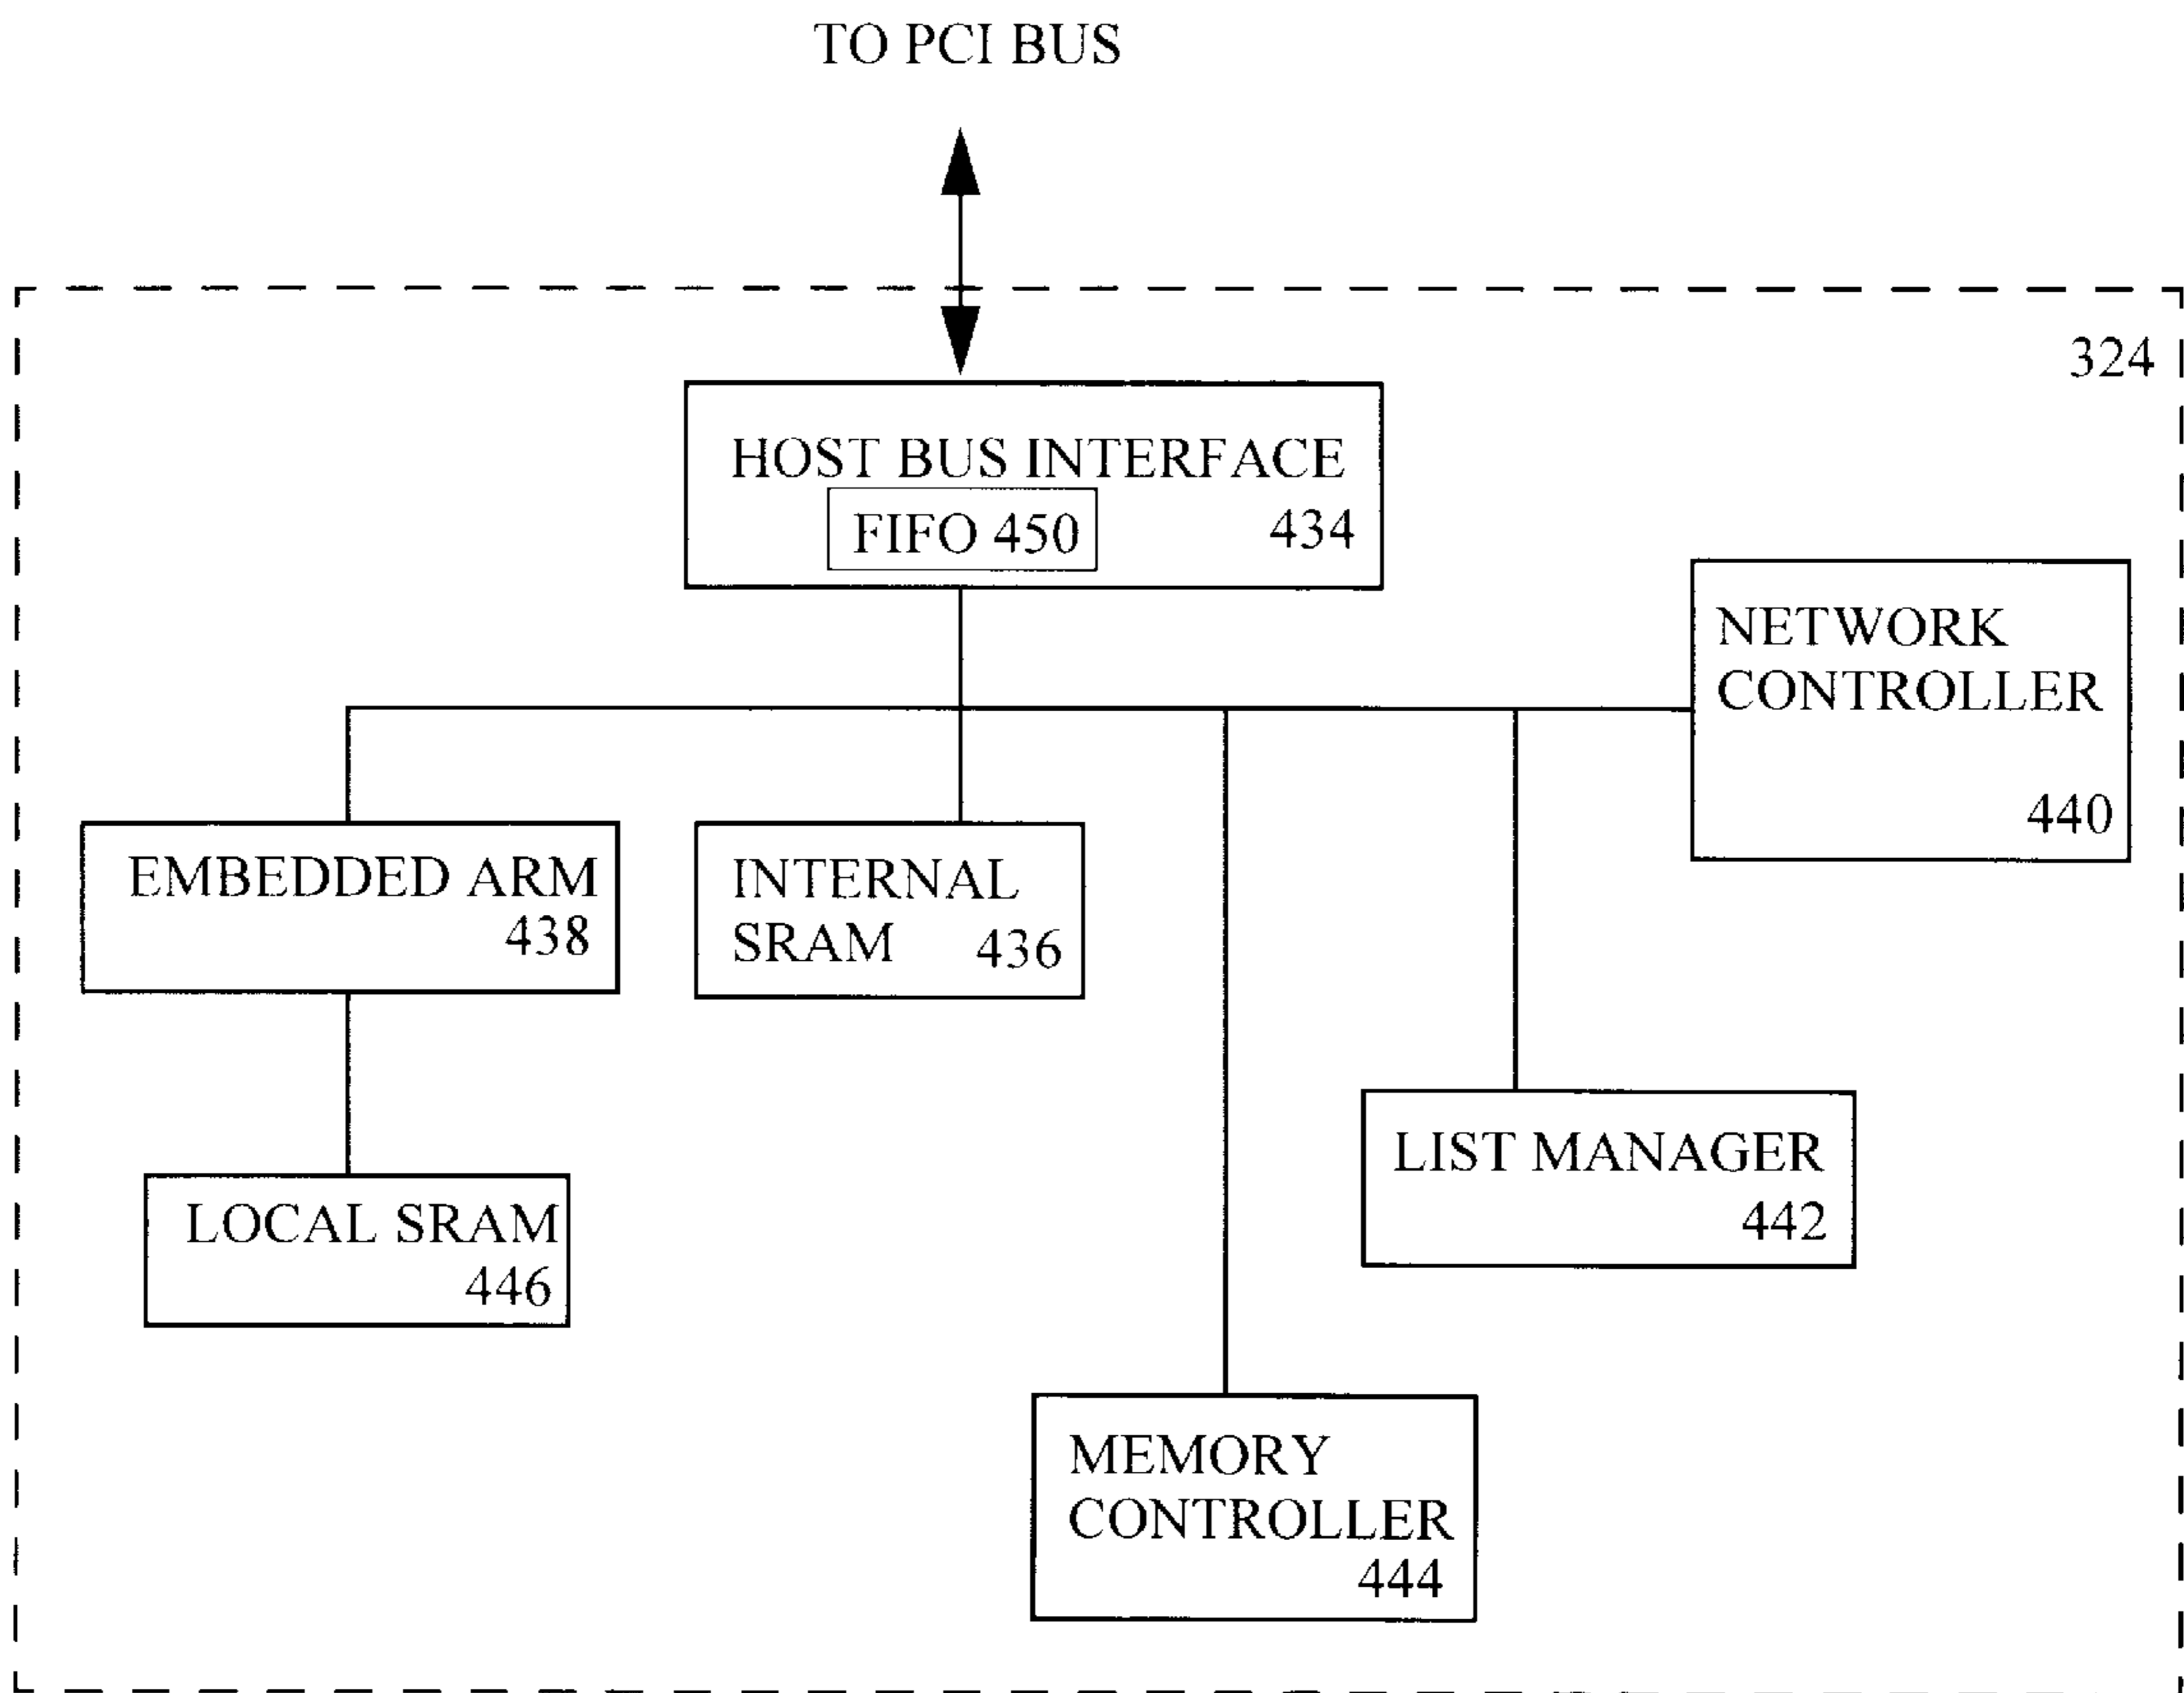 TO PCI BUS
324
HOST BUS INTERFACE
FIFO 450
434
NETWORK
CONTROLLER
440
EMBEDDED ARM
438
INTERNAL
SRAM 436
LIST MANAGER
442
LOCAL SRAM
446
MEMORY
CONTROLLER
444